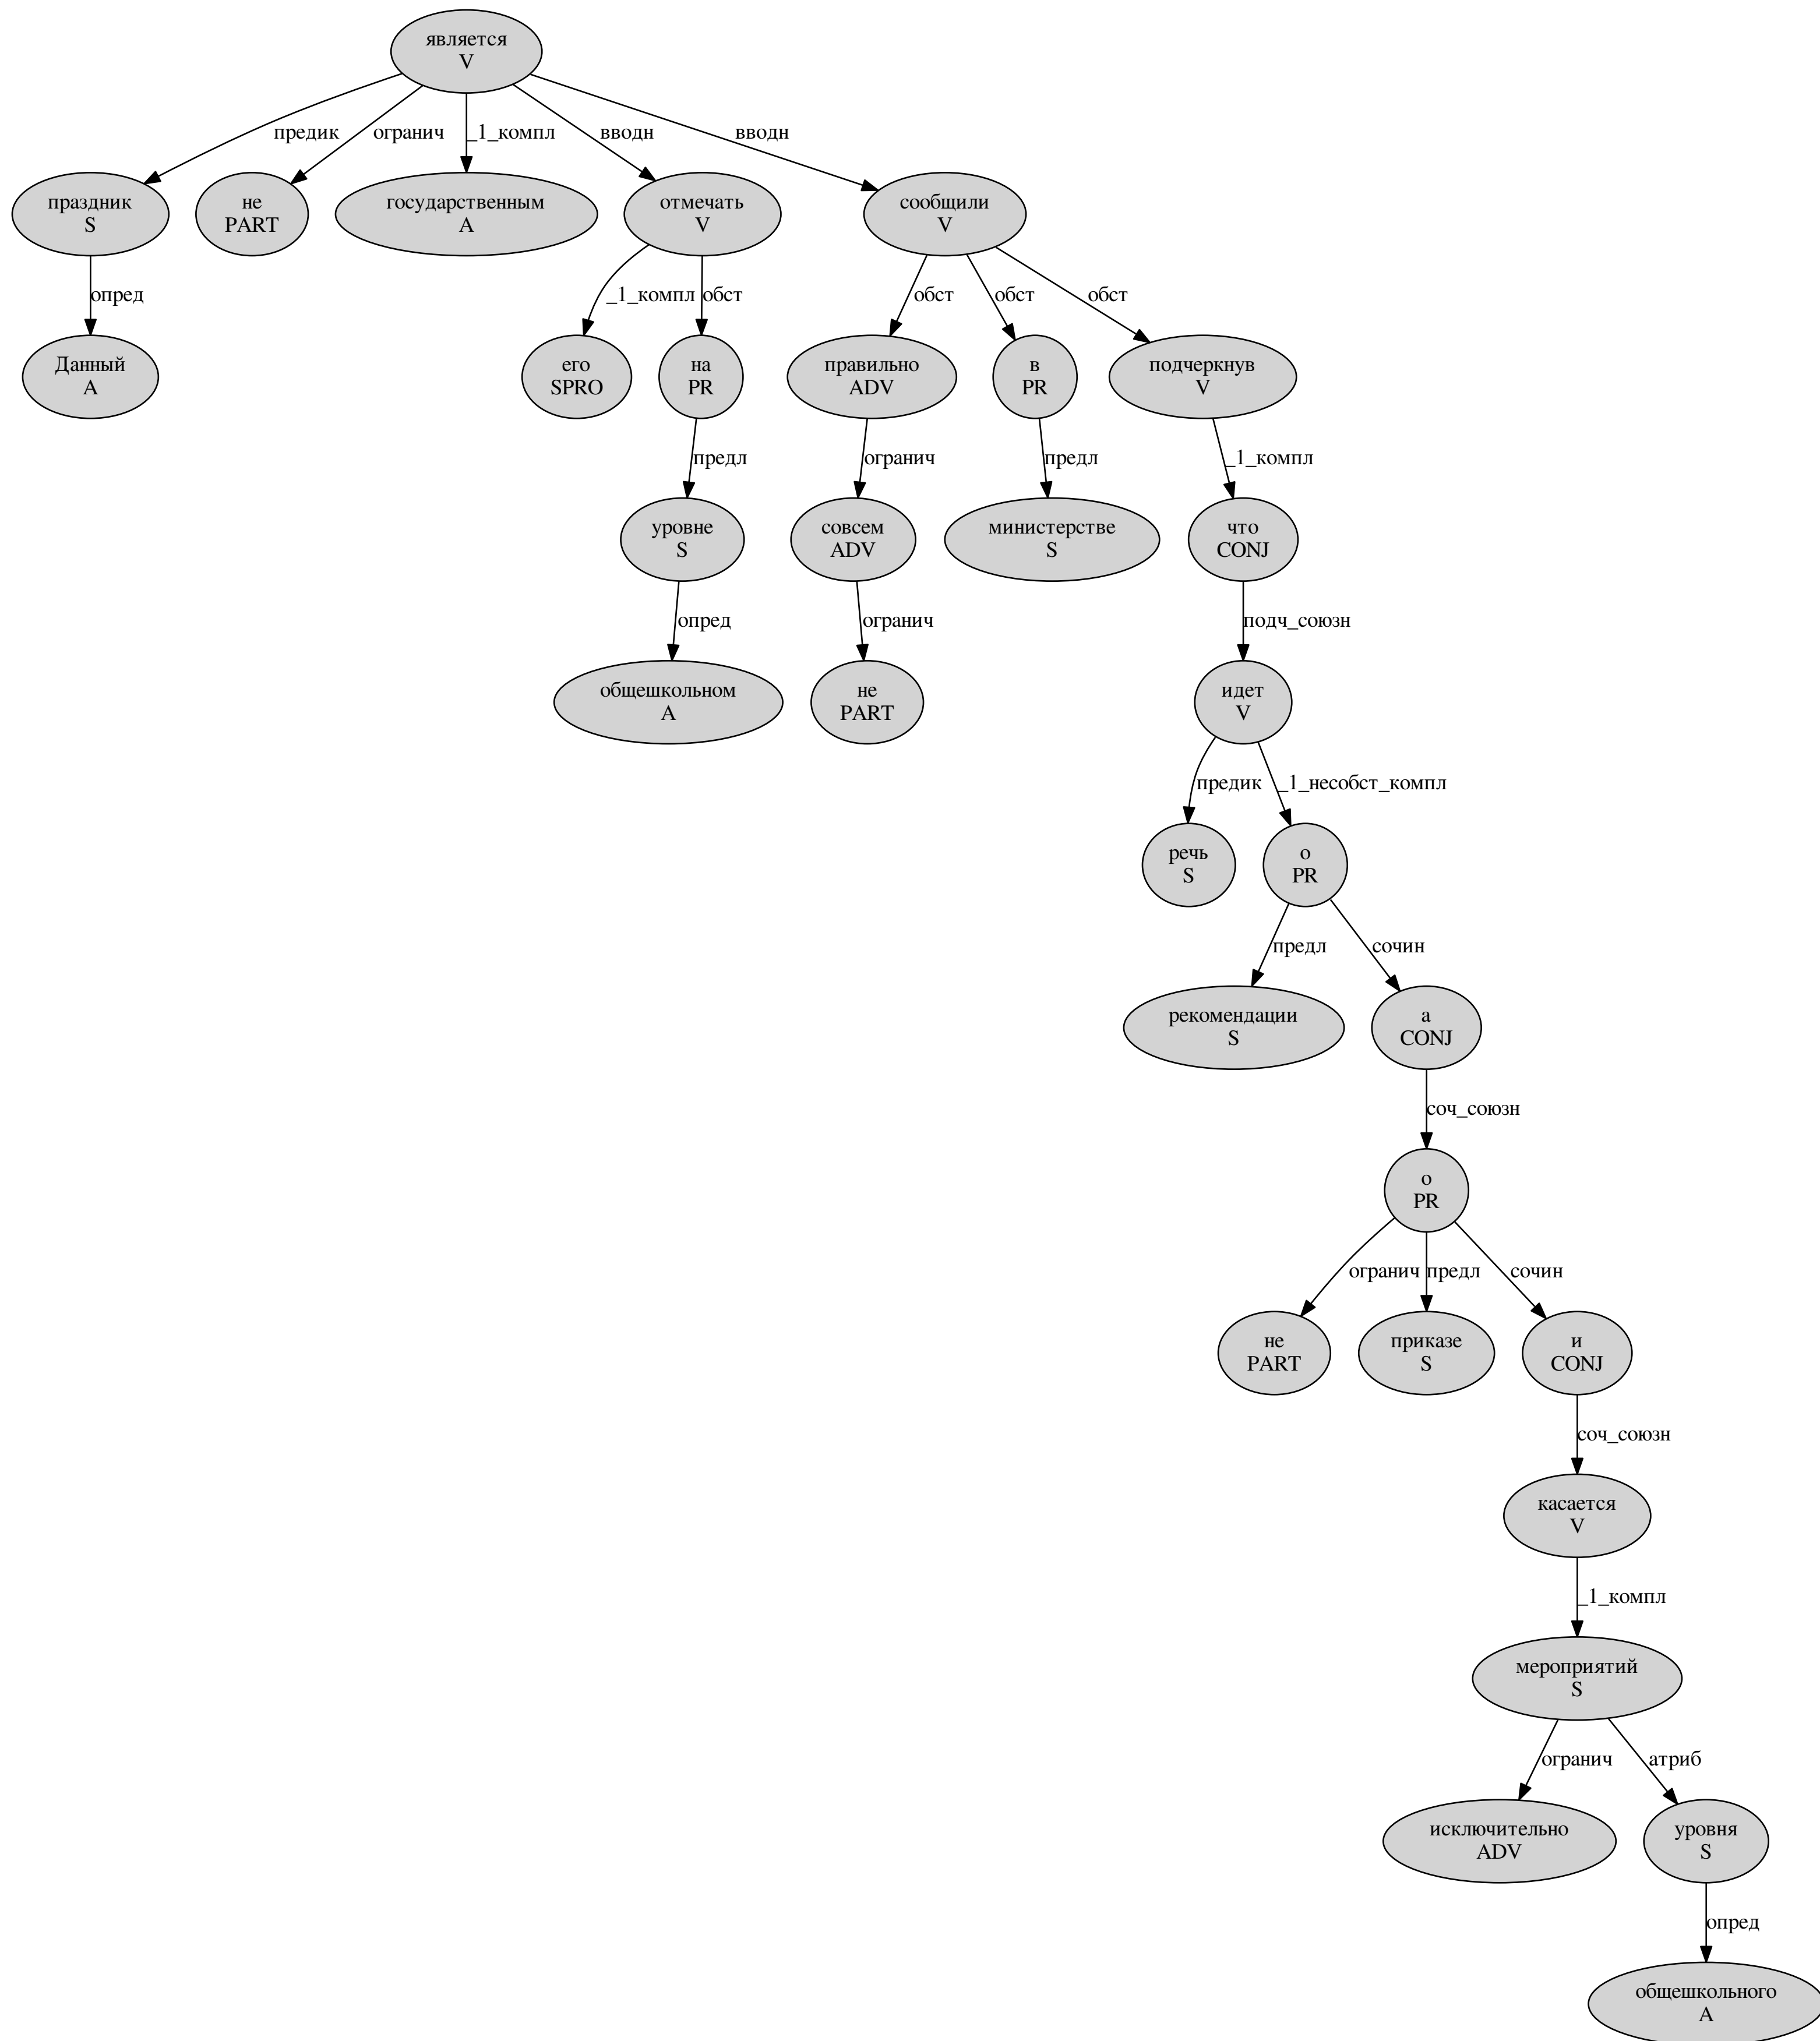 является
V
предик
огранич
_1_компл
вводн
вводн
праздник
S
не
PART
государственным
A
отмечать
V
сообщили
V
опред
_1_компл
обст
обст
обст
обст
Данный
A
его
SPRO
на
PR
правильно
ADV
в
PR
подчеркнув
V
предл
огранич
предл
_1_компл
уровне
S
совсем
ADV
министерстве
S
что
CONJ
опред
огранич
подч_союзн
общешкольном
A
не
PART
идет
V
предик
_1_несобст_компл
речь
S
о
PR
предл
сочин
рекомендации
S
а
CONJ
соч_союзн
о
PR
огранич
предл
сочин
не
PART
приказе
S
и
CONJ
соч_союзн
касается
V
_1_компл
мероприятий
S
огранич
атриб
исключительно
ADV
уровня
S
опред
общешкольного
A